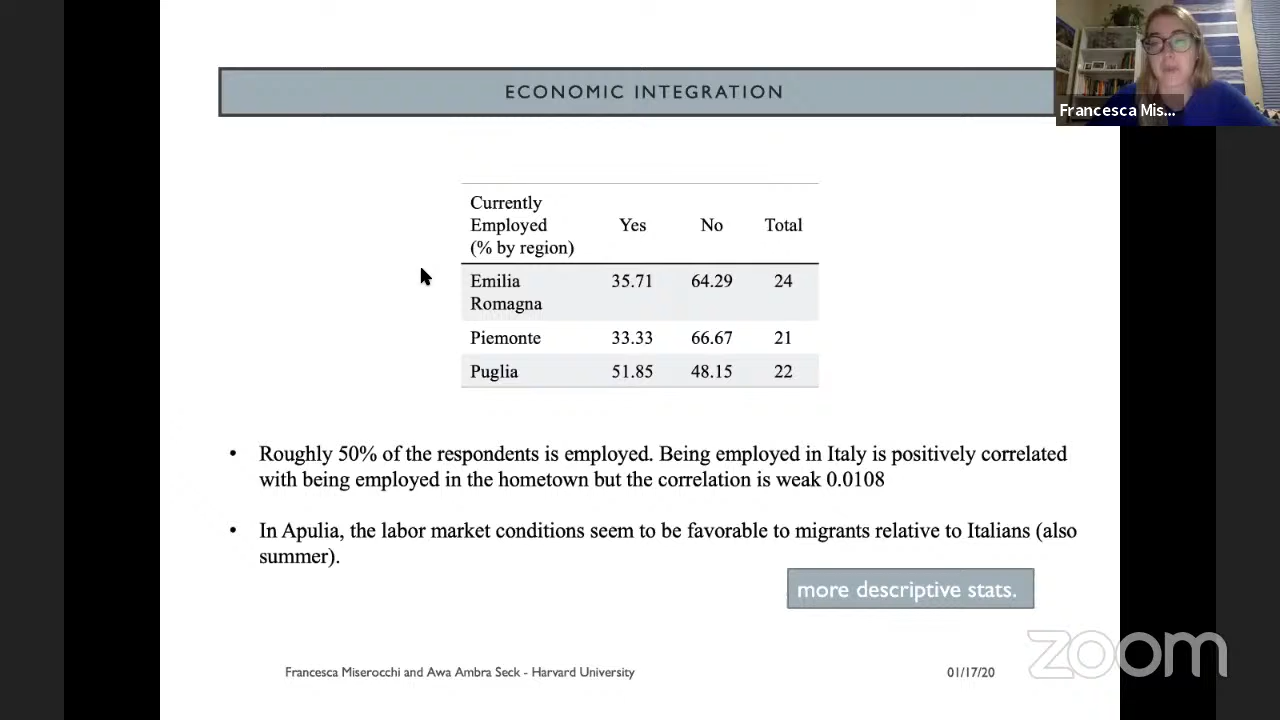 ECONOMIC INTEGRATION
Francesca Mis...
Currently
Employed Yes No Total
(% by region)
Emilia 35.71 64.29 24
Romagna
Piemonte 33.33 66.67 21
Puglia 51.85 48.15 22
• Roughly 50% of the respondents is employed. Being employed in Italy is positively correlated
with being employed in the hometown but the correlation is weak 0.0108
• In Apulia, the labor market conditions seem to be favorable to migrants relative to Italians (also
summer).
more descriptive stats.
Francesca Miserocchi and Awa Ambra Seck - Harvard University 01/17/20
zoom